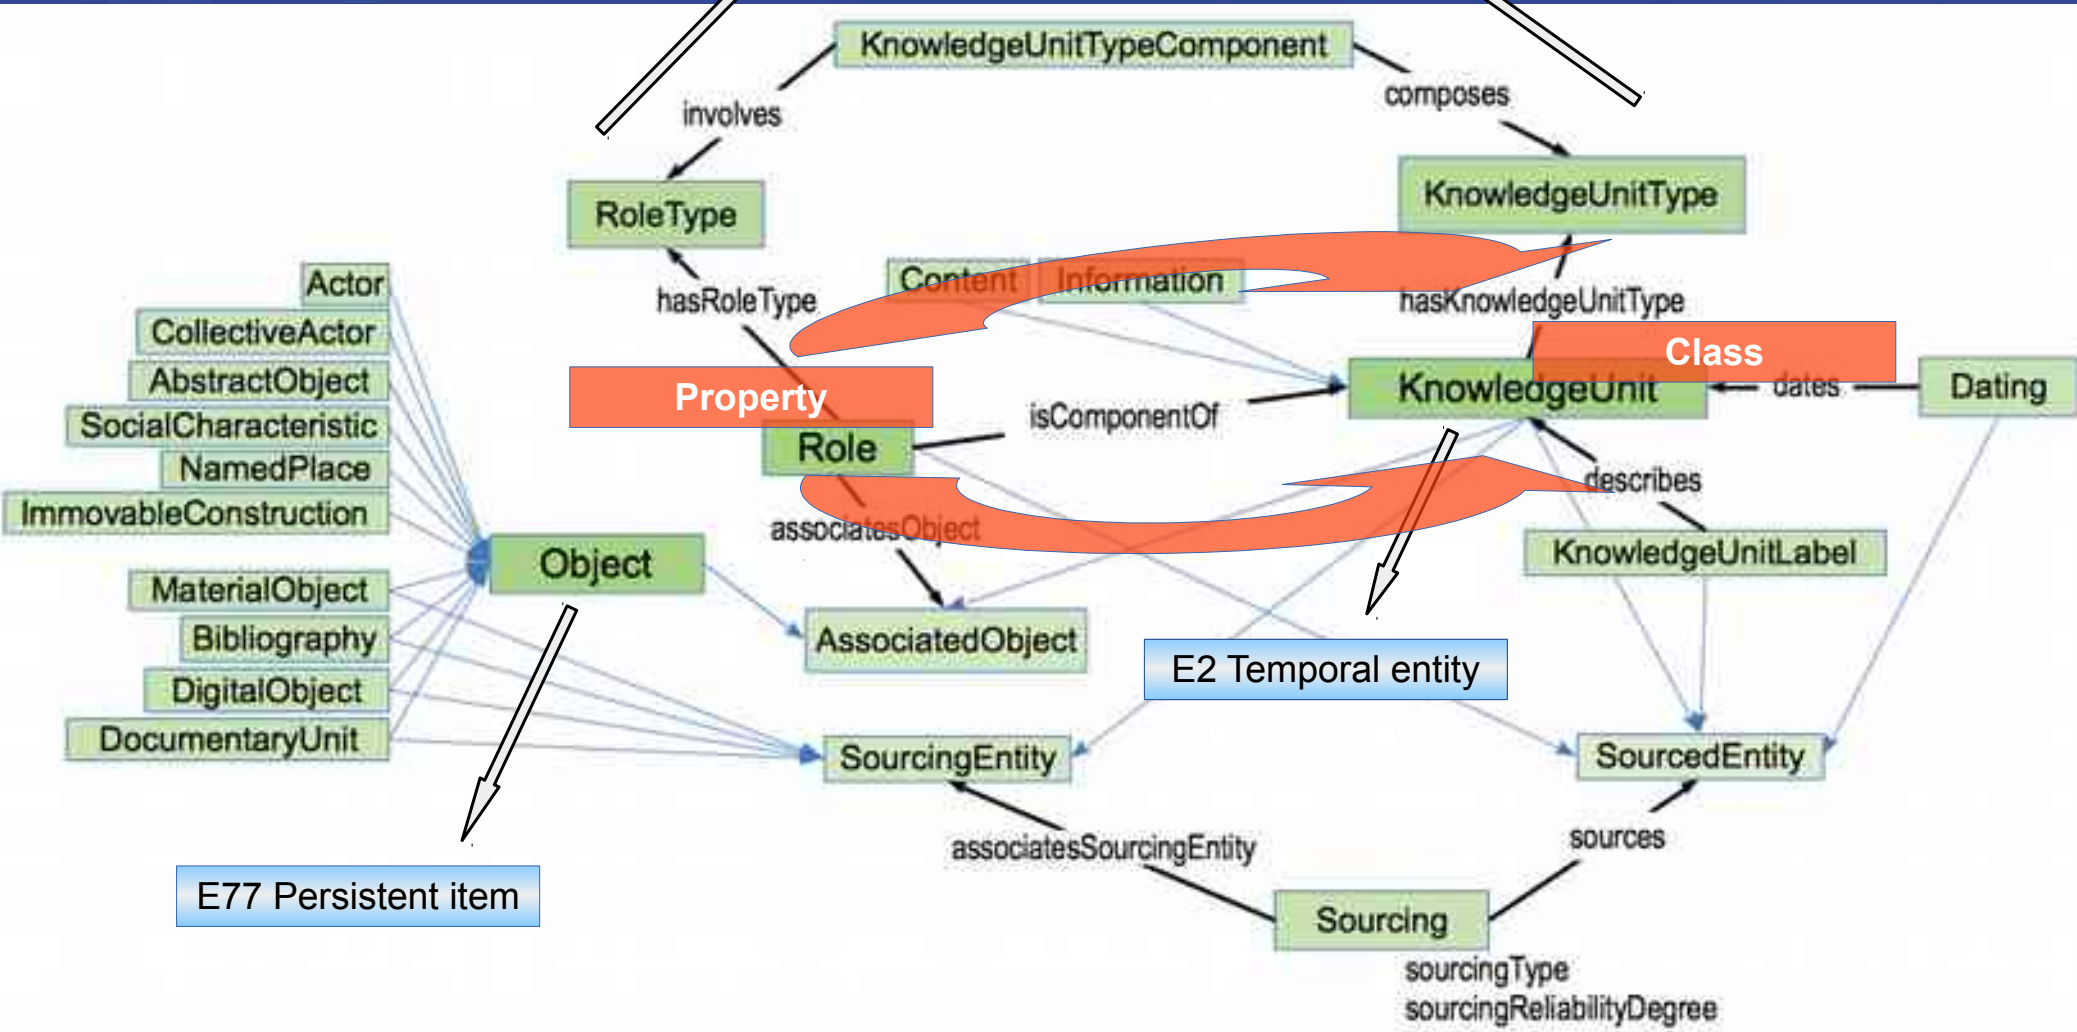 KnowledgeUnitTypeComponent
involves
composes
RoleType
KnowledgeUnitType
hasRoleType
Content
Information
hasKnowledgeUnitType
Actor
CollectiveActor
AbstractObject
SocialCharacteristic
NamedPlace
ImmovableConstruction
Property
Class
Role
isComponentOf
KnowledgeUnit
dates
Dating
describes
associatesObject
KnowledgeUnitLabel
Object
MaterialObject
Bibliography
DigitalObject
DocumentaryUnit
AssociatedObject
E2 Temporal entity
SourcingEntity
SourcedEntity
associatesSourcingEntity
sources
E77 Persistent item
Sourcing
sourcingType
sourcingReliabilityDegree